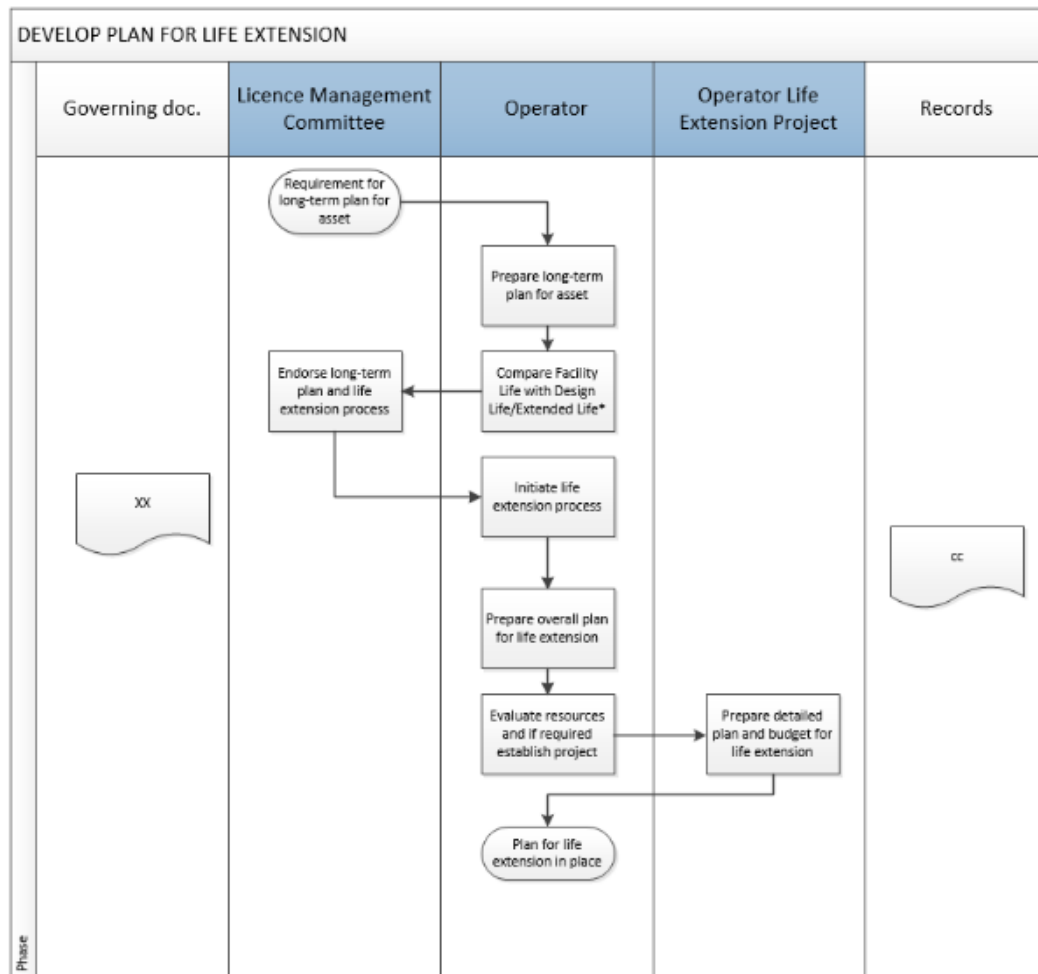 DEVELOP PLAN FOR LIFE EXTENSION
Governing doc.
Licence Management
Committee
Operator
Operator Life
Extension Project
Records
Requirement for
long-term plan for
asset
Prepare long-term
plan for asset
Endorse long-term
plan and life
extension process
Compare Facility
Life with Design
Life/Extended Life*
Initiate life
extension process
XX
cc
Prepare overall plan
for life extension
Evaluate resources
and if required
establish project
Prepare detailed
plan and budget for
life extension
Plan for life
extension in place
Phase